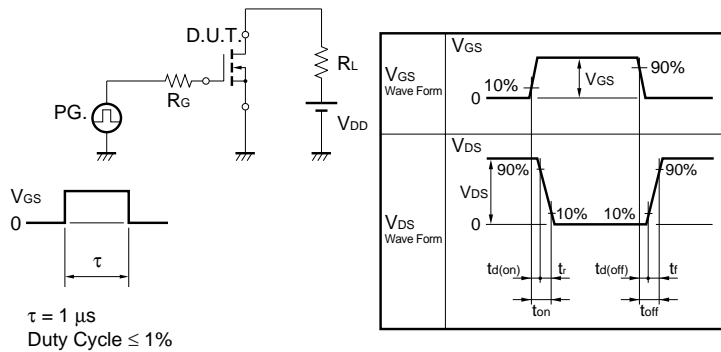 D.U.T.
RL
RG
PG.
VDD
VGS
0
τ
τ = 1 μs
Duty Cycle ≤ 1%
VGS
Wave Form
VGS
10%
0
VGS
90%
VDS
Wave Form
VDS
90%
VDS
0
10%
10%
90%
td(on)
tr
td(off)
tf
ton
toff